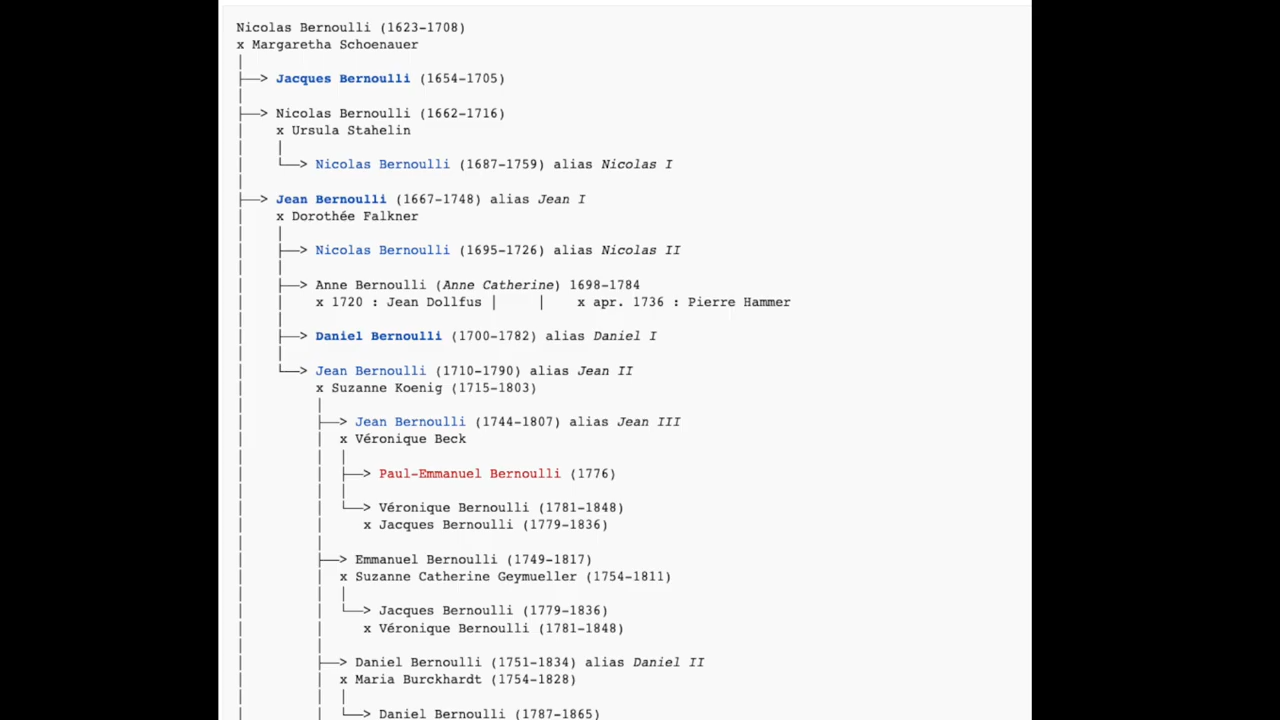 Nicolas Bernoulli (1623-1708)
x Margaretha Schoenauer
Jacques Bernoulli (1654-1705)
Nicolas Bernoulli (1662-1716)
x Ursula Stahelin
Nicolas Bernoulli (1687-1759) alias Nicolas I
Jean Bernoulli (1667-1748) alias Jean I
x Dorothée Falkner
Nicolas Bernoulli (1695-1726) alias Nicolas II
Anne Bernoulli (Anne Catherine) 1698-1784
x 1720 : Jean Dollfus | | x apr. 1736 : Pierre Hammer
Daniel Bernoulli (1700-1782) alias Daniel I
Jean Bernoulli (1710-1790) alias Jean II
x Suzanne Koenig (1715-1803)
Jean Bernoulli (1744-1807) alias Jean III
x Véronique Beck
Paul-Emmanuel Bernoulli (1776)
Véronique Bernoulli (1781-1848)
x Jacques Bernoulli (1779-1836)
Emmanuel Bernoulli (1749-1817)
x Suzanne Catherine Geymueller (1754-1811)
Jacques Bernoulli (1779-1836)
x Véronique Bernoulli (1781-1848)
Daniel Bernoulli (1751-1834) alias Daniel II
x Maria Burckhardt (1754-1828)
Daniel Bernoulli (1787-1865)